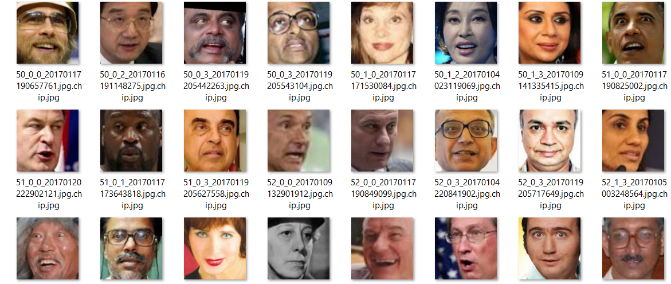 50_0_0_20170117 50_0_2_20170116 50_0_3_20170119 50_0_3_20170119 50_1_0_20170117 50_1_2_20170104 50_1_3_20170109 51_0_0_20170117
190657761.jpg.ch 191148275.jpg.ch 205442263.jpg.ch 205543104.jpg.ch 171530084.jpg.ch 023119069.jpg.ch 141335415.jpg.ch 190825002.jpg.ch
ip.jpg ip.jpg ip.jpg ip.jpg ip.jpg ip.jpg ip.jpg ip.jpg
51_0_0_20170120 51_0_1_20170117 51_0_3_20170119 52_0_0_20170109 52_0_0_20170117 52_0_3_20170104 52_0_3_20170119 52_1_3_20170105
222902121.jpg.ch 173643818.jpg.ch 205627558.jpg.ch 132901912.jpg.ch 190849099.jpg.ch 220841902.jpg.ch 205717649.jpg.ch 003248564.jpg.ch
ip.jpg ip.jpg ip.jpg ip.jpg ip.jpg ip.jpg ip.jpg ip.jpg